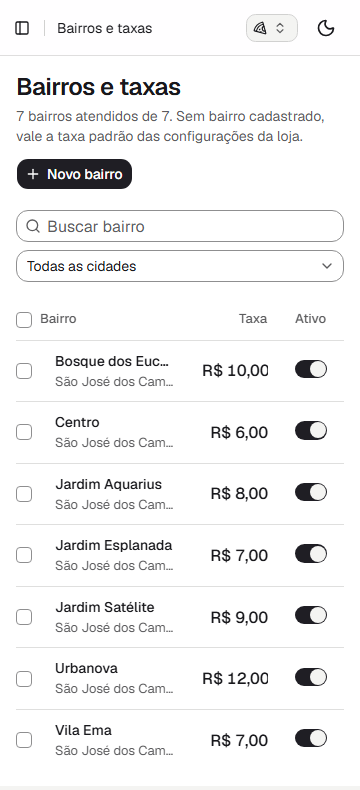 Bairros e taxas
Bairros e taxas
7 bairros atendidos de 7. Sem bairro cadastrado,
vale a taxa padrão das configurações da loja.
Novo bairro
Buscar bairro
Todas as cidades
Bairro Taxa Ativo
Bosque dos Euc... R$ 10,00
São José dos Cam...
Centro R$ 6,00
São José dos Cam...
Jardim Aquarius R$ 8,00
São José dos Cam...
Jardim Esplanada R$ 7,00
São José dos Cam...
Jardim Satélite R$ 9,00
São José dos Cam...
Urbanova R$ 12,00
São José dos Cam...
Vila Ema R$ 7,00
São José dos Cam...